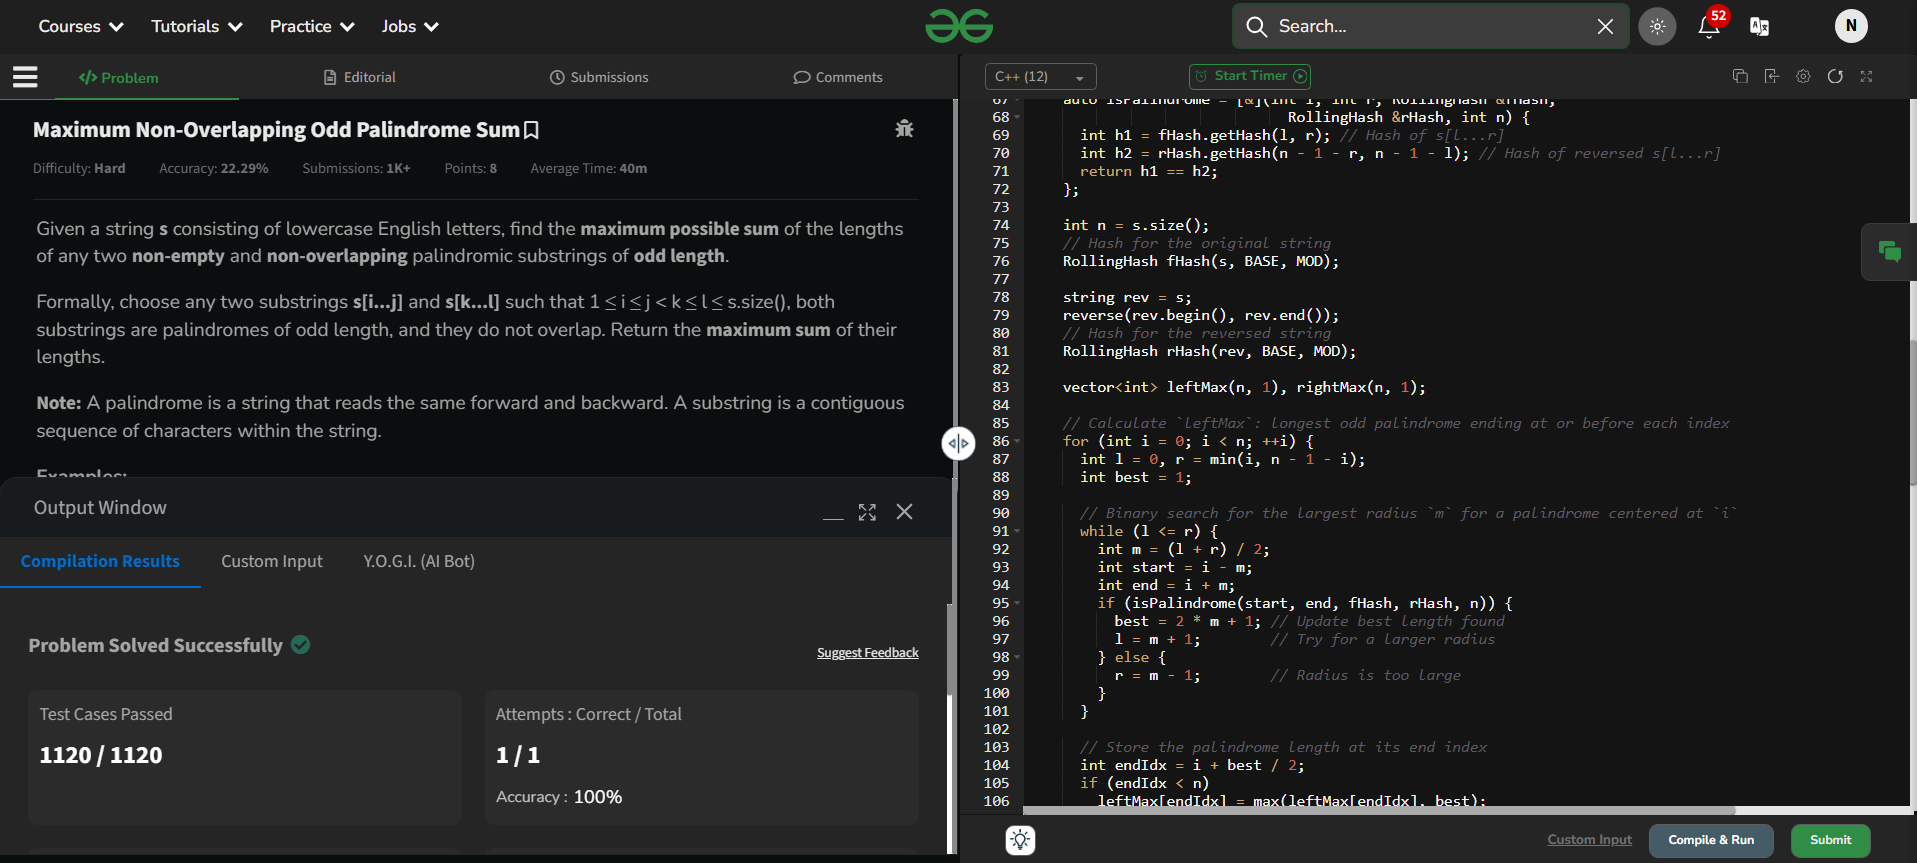 Courses Tutorials Practice Jobs
Search...
52
N
Problem Editorial Submissions Comments
C++ (12) Start Timer
Maximum Non-Overlapping Odd Palindrome Sum
Difficulty: Hard Accuracy: 22.29% Submissions: 1K+ Points: 8 Average Time: 40m
Given a string s consisting of lowercase English letters, find the maximum possible sum of the lengths
of any two non-empty and non-overlapping palindromic substrings of odd length.
Formally, choose any two substrings s[i...j] and s[k...l] such that 1 ≤ i ≤ j < k ≤ l ≤ s.size(), both
substrings are palindromes of odd length, and they do not overlap. Return the maximum sum of their
lengths.
Note: A palindrome is a string that reads the same forward and backward. A substring is a contiguous
sequence of characters within the string.
Examples:
Output Window
Compilation Results Custom Input Y.O.G.I. (AI Bot)
Problem Solved Successfully
Suggest Feedback
Test Cases Passed
1120 / 1120
Attempts : Correct / Total
1 / 1
Accuracy : 100%
67 auto isPalindrome = [&](int l, int r, RollingHash &fHash,
68 RollingHash &rHash, int n) {
69 int h1 = fHash.getHash(l, r); // Hash of s[l...r]
70 int h2 = rHash.getHash(n - 1 - r, n - 1 - l); // Hash of reversed s[l...r]
71 return h1 == h2;
72 };
73
74 int n = s.size();
75 // Hash for the original string
76 RollingHash fHash(s, BASE, MOD);
77
78 string rev = s;
79 reverse(rev.begin(), rev.end());
80 // Hash for the reversed string
81 RollingHash rHash(rev, BASE, MOD);
82
83 vector<int> leftMax(n, 1), rightMax(n, 1);
84
85 // Calculate `leftMax`: longest odd palindrome ending at or before each index
86 for (int i = 0; i < n; ++i) {
87 int l = 0, r = min(i, n - 1 - i);
88 int best = 1;
89
90 // Binary search for the largest radius `m` for a palindrome centered at `i`
91 while (l <= r) {
92 int m = (l + r) / 2;
93 int start = i - m;
94 int end = i + m;
95 if (isPalindrome(start, end, fHash, rHash, n)) {
96 best = 2 * m + 1; // Update best length found
97 l = m + 1; // Try for a larger radius
98 } else {
99 r = m - 1; // Radius is too large
100 }
101 }
102
103 // Store the palindrome length at its end index
104 int endIdx = i + best / 2;
105 if (endIdx < n)
106 leftMax[endIdx] = max(leftMax[endIdx], best);
Custom Input Compile & Run Submit